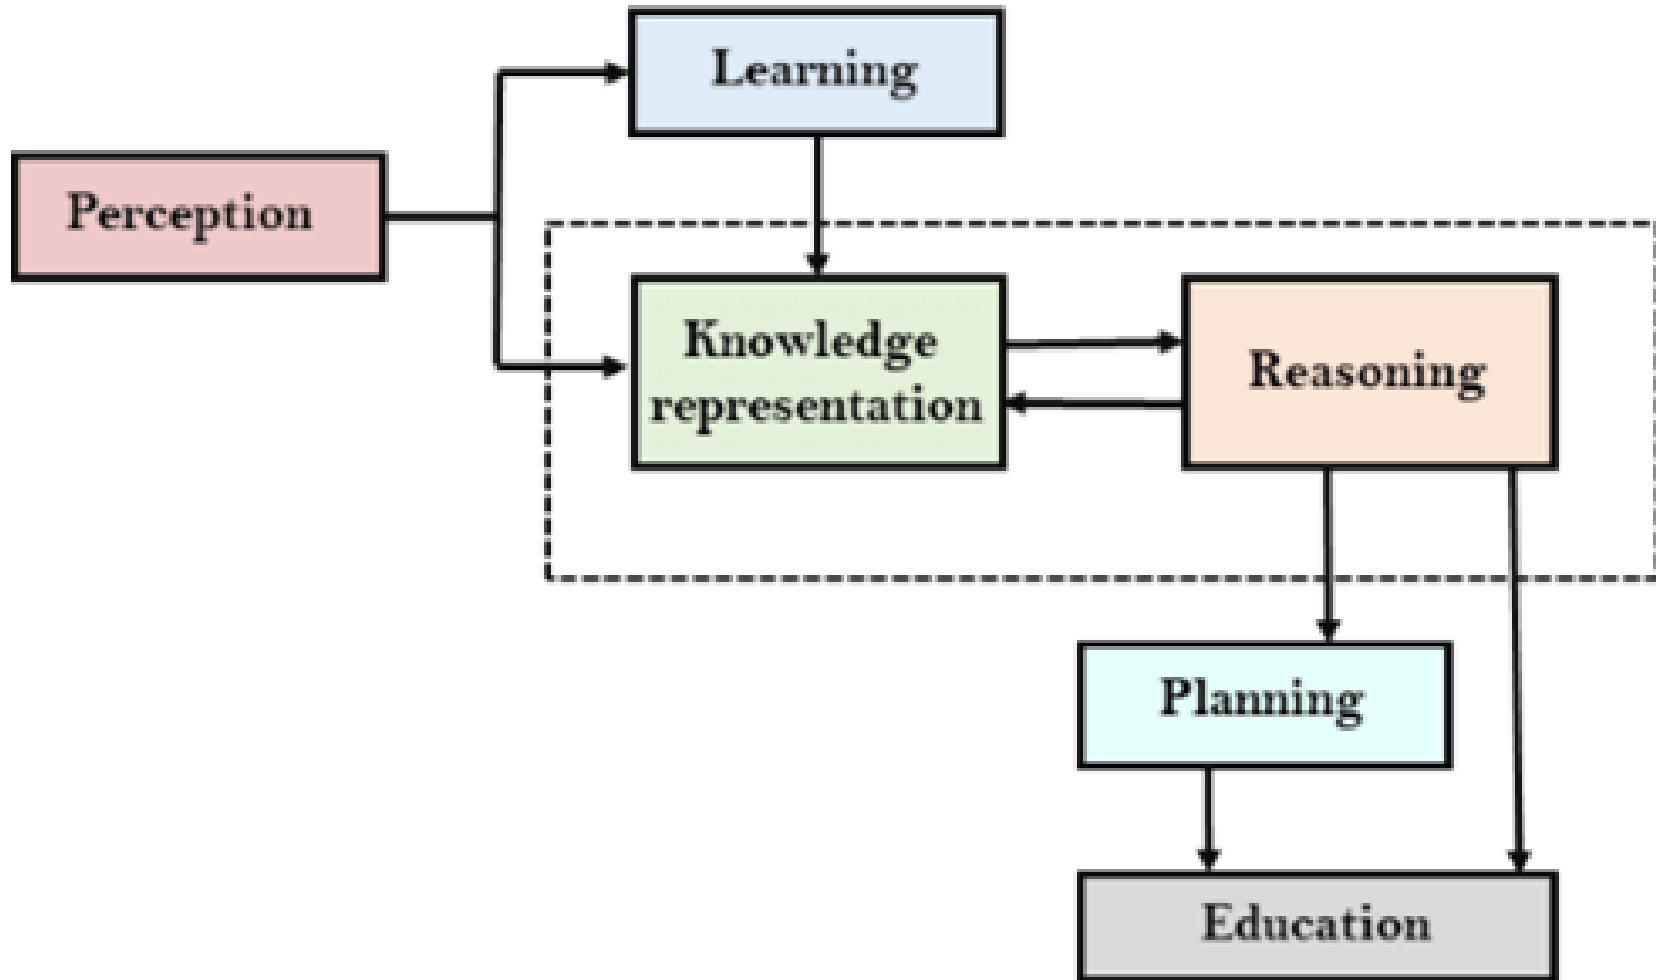 Learning
Perception
Knowledge
representation
Reasoning
Planning
Education